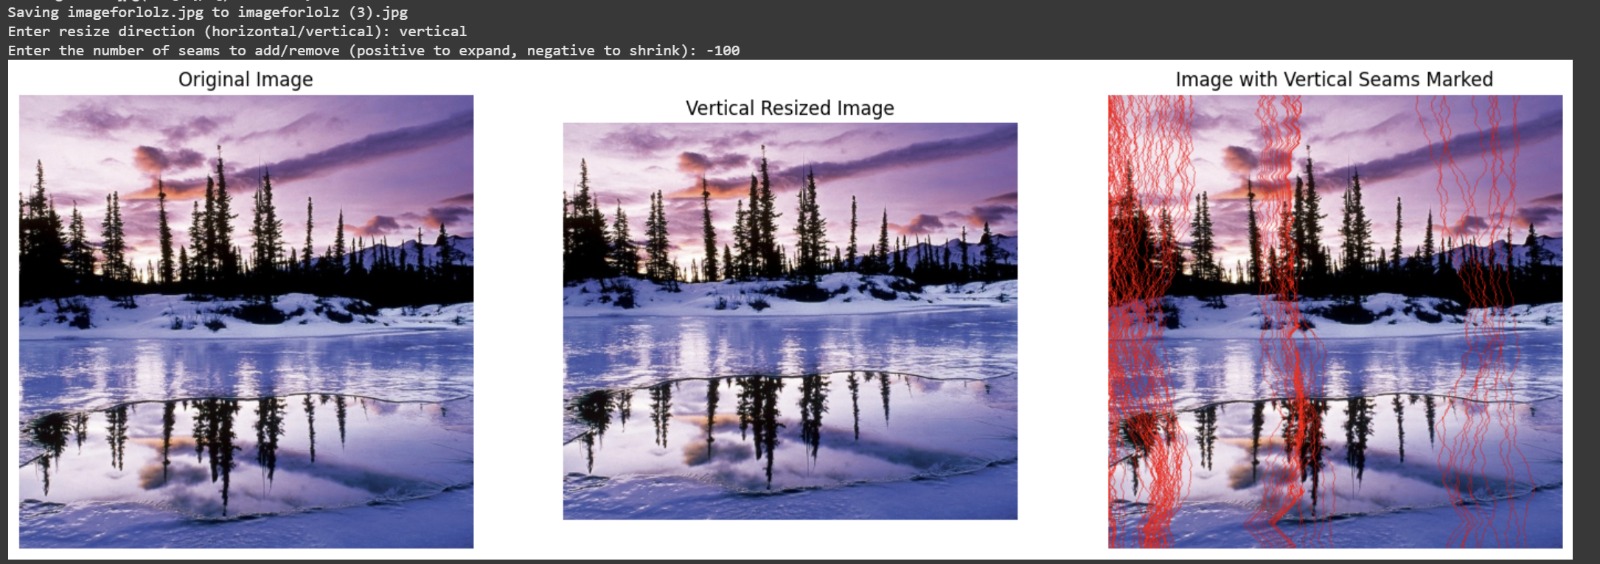 Saving imageforlolz.jpg to imageforlolz (3).jpg
Enter resize direction (horizontal/vertical): vertical
Enter the number of seams to add/remove (positive to expand, negative to shrink): -100
Original Image
Vertical Resized Image
Image with Vertical Seams Marked